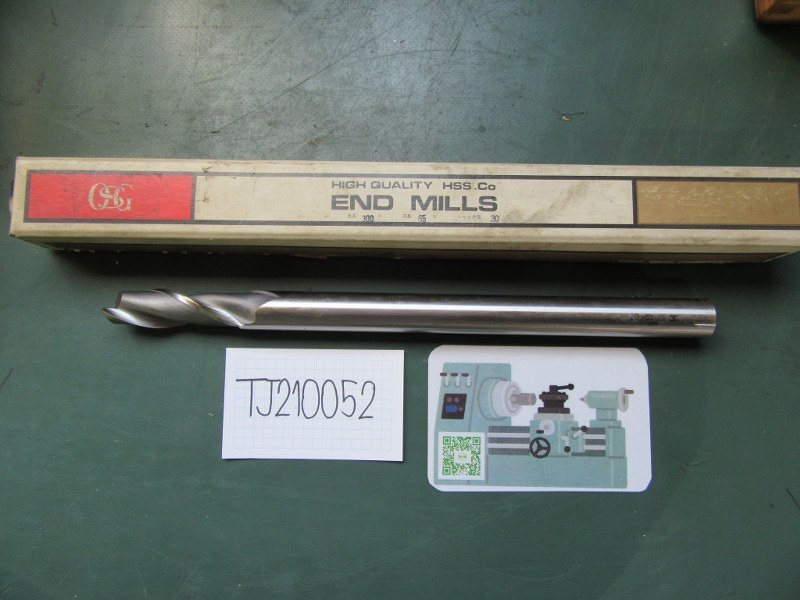 OSG
HIGH QUALITY HSS.Co
END MILLS
300 65 30
TJ210052